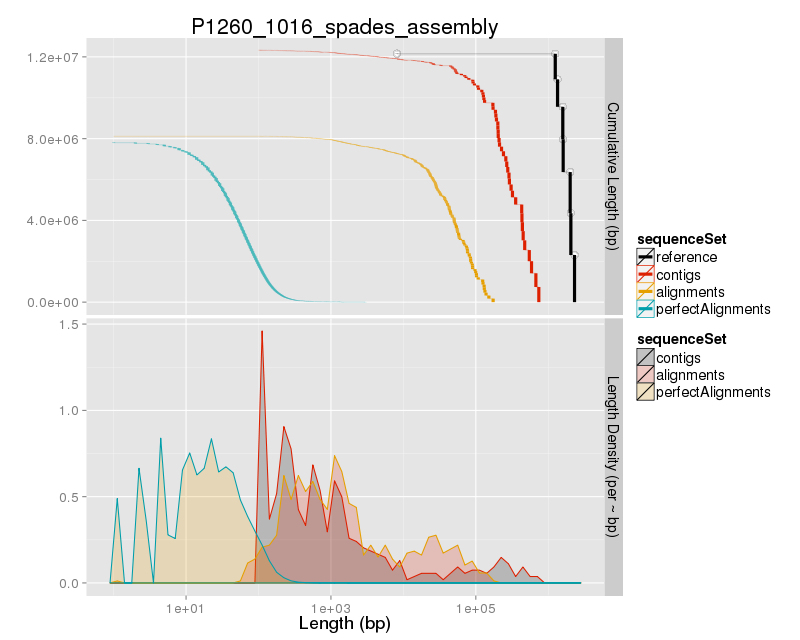 P1260_1016_spades_assembly
1.2e+07
8.0e+06
4.0e+06
0.0e+00
Cumulative Length (bp)
1.5
1.0
0.5
0.0
Length Density (per ~ bp)
1e+01
1e+03
1e+05
Length (bp)
sequenceSet
reference
contigs
alignments
perfectAlignments
sequenceSet
contigs
alignments
perfectAlignments